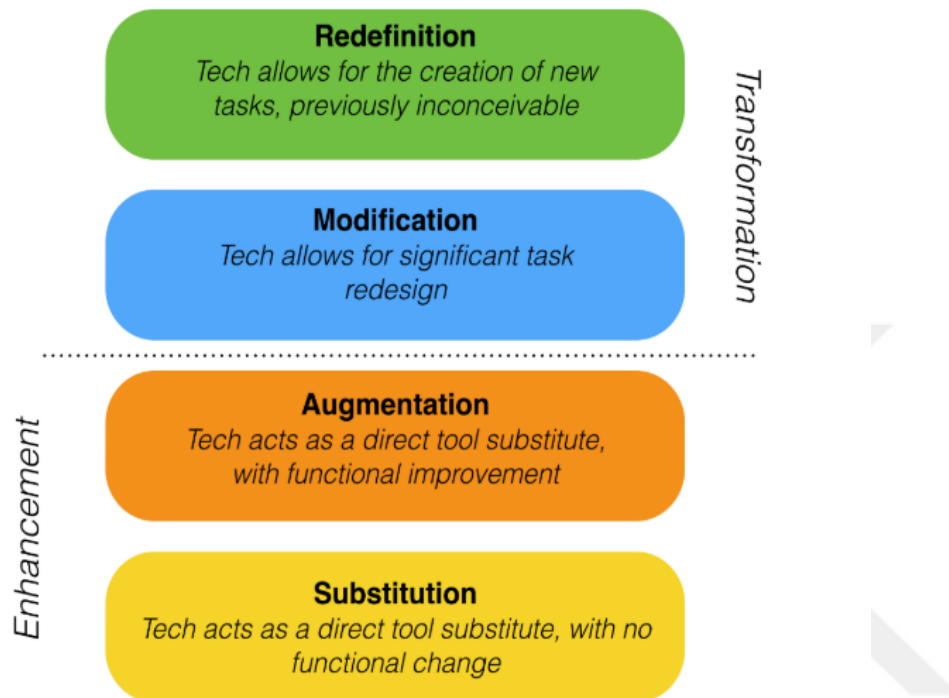 Redefinition
Tech allows for the creation of new
tasks, previously inconceivable
Transformation
Modification
Tech allows for significant task
redesign
Augmentation
Tech acts as a direct tool substitute,
with functional improvement
Enhancement
Substitution
Tech acts as a direct tool substitute, with no
functional change